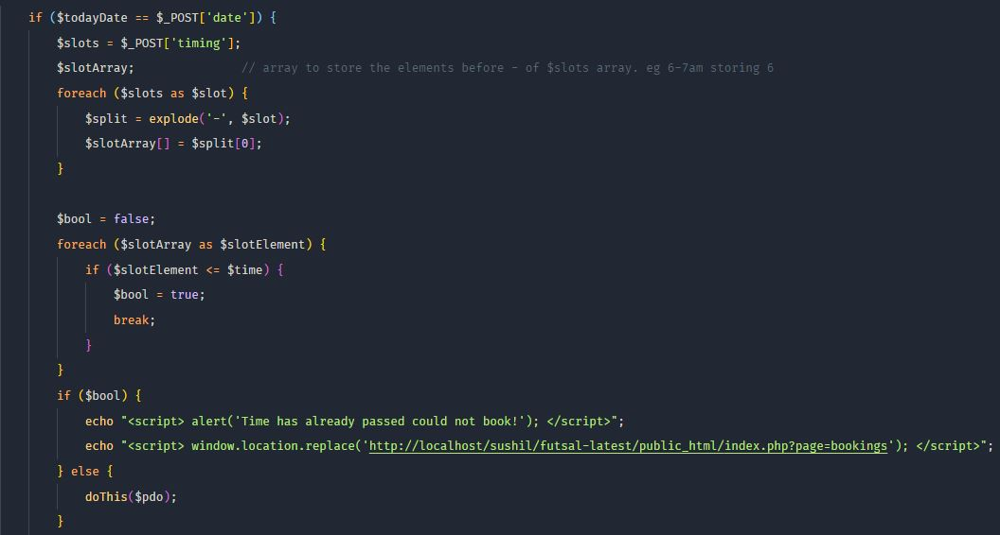 if ($todayDate == $_POST['date']) {
$slots = $_POST['timing'];
$slotArray; // array to store the elements before - of $slots array. eg 6-7am storing 6
foreach ($slots as $slot) {
$split = explode('-', $slot);
$slotArray[] = $split[0];
}
$bool = false;
foreach ($slotArray as $slotElement) {
if ($slotElement <= $time) {
$bool = true;
break;
}
}
if ($bool) {
echo "<script> alert('Time has already passed could not book!'); </script>";
echo "<script> window.location.replace('http://localhost/sushil/futsal-latest/public_html/index.php?page=bookings'); </script>";
} else {
doThis($pdo);
}